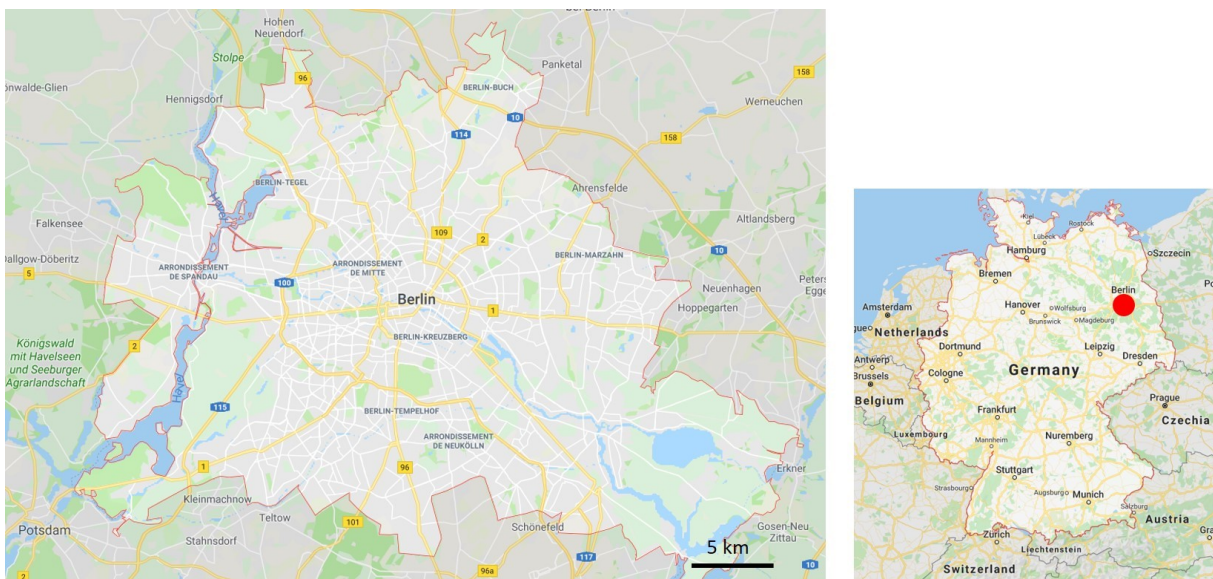 Hohen
Neuendorf
Stolpe
Panketal
96
158
BERLIN-BUCH
Hennigsdorf
Werneuchen
10
114
158
BERLIN-TEGEL
Ahrensfelde
Havel
Falkensee
Altlandsberg
109
2
10
ARRONDISSEMENT
DE SPANDAU
ARRONDISSEMENT
DE MITTE
BERLIN-MARZAHN
5
100
Neuenhagen
Berlin
1
Hoppegarten
BERLIN-KREUZBERG
2
Königswald
mit Havelseen
und Seeburger
Agrarlandschaft
Havel
115
BERLIN-TEMPELHOF
ARRONDISSEMENT
DE NEUKÖLLN
1
96
Erkner
Kleinmachnow
Teltow
101
Potsdam
Stahnsdorf
Schönefeld
Gosen-Neu
Zittau
5 km
117
2
96a
10
Kiel
Rostock
Lübeck
Hamburg
Szczecin
Bremen
Berlin
Amsterdam
Hanover
Wolfsburg
Brunswick
Magdeburg
Netherlands
Dortmund
Leipzig
Dresden
Antwerp
Cologne
Germany
Brussels
Belgium
Prague
Frankfurt
Czechia
Luxembourg
Mannheim
Nuremberg
Stuttgart
Strasbourg
Augsburg
Munich
Salzburg
Austria
Zürich
Liechtenstein
Switzerland